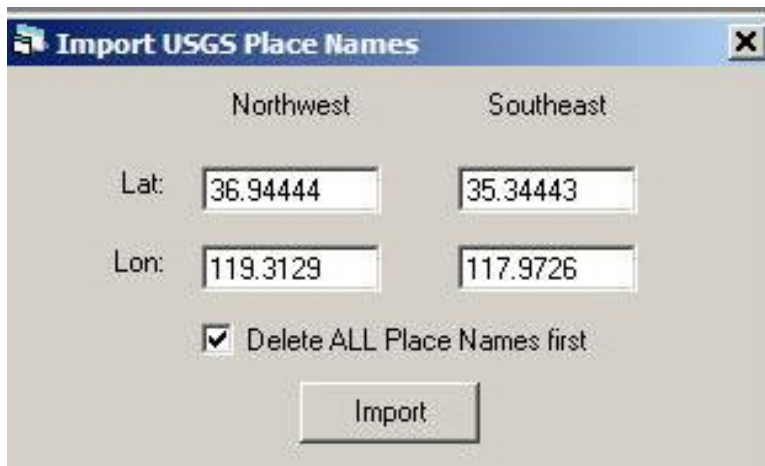 Import USGS Place Names
Northwest Southeast
Lat: 36.94444 35.34443
Lon: 119.3129 117.9726
Delete ALL Place Names first
Import